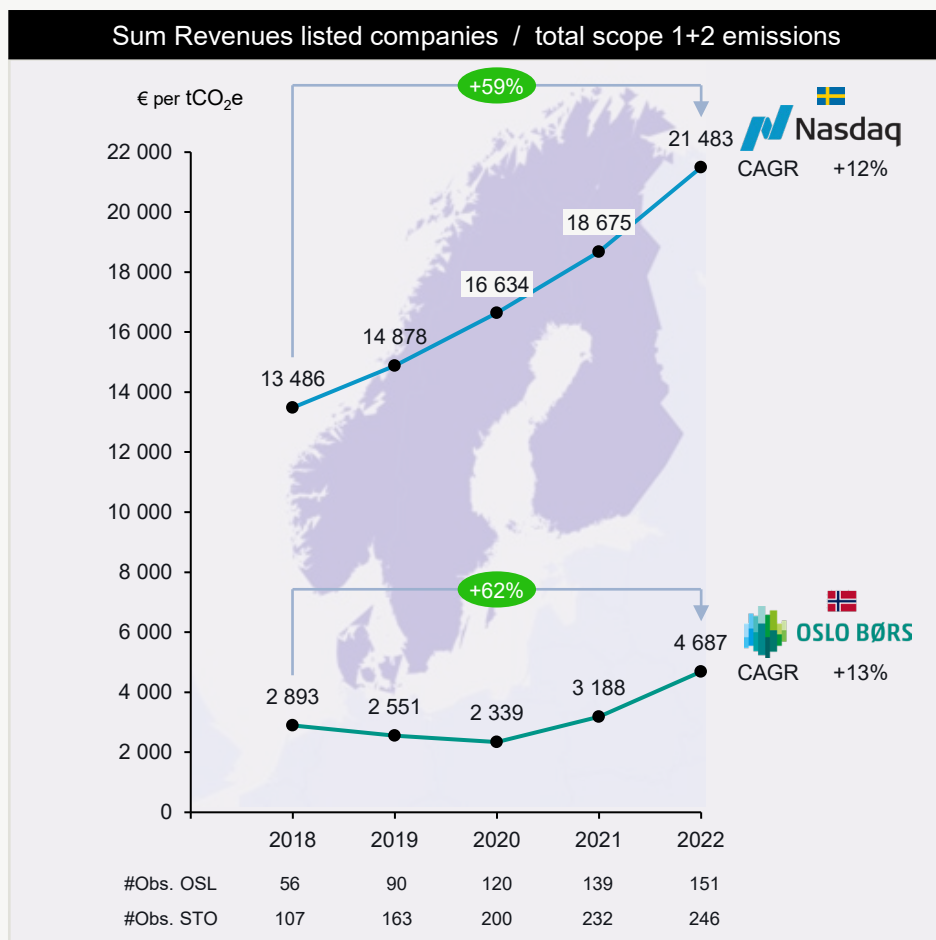 Sum Revenues listed companies / total scope 1+2 emissions
€ per tCO₂e
+59%
Nasdaq
CAGR +12%
22 000
20 000
18 000
16 000
14 000
12 000
10 000
8 000
6 000
4 000
2 000
0
13 486
14 878
16 634
18 675
21 483
+62%
OSLO BØRS
CAGR +13%
2 893
2 551
2 339
3 188
4 687
2018 2019 2020 2021 2022
#Obs. OSL 56 90 120 139 151
#Obs. STO 107 163 200 232 246